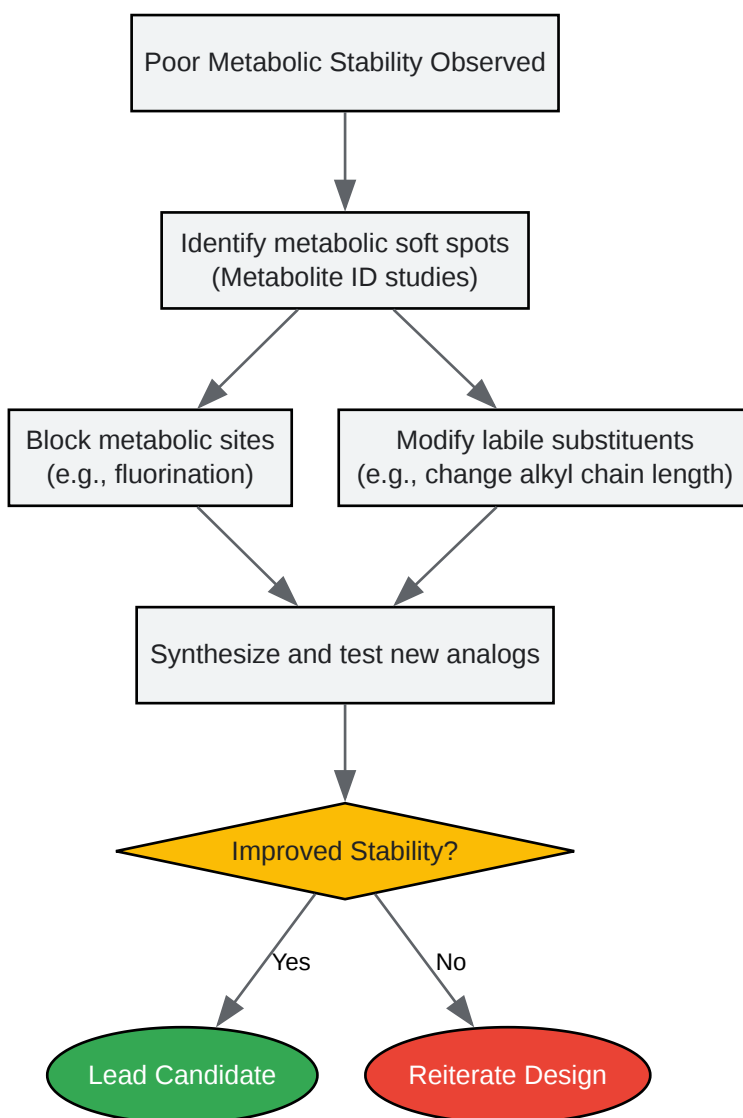 Poor Metabolic Stability Observed
Identify metabolic soft spots
(Metabolite ID studies)
Block metabolic sites
(e.g., fluorination)
Modify labile substituents
(e.g., change alkyl chain length)
Synthesize and test new analogs
Improved Stability?
Yes
No
Lead Candidate
Reiterate Design